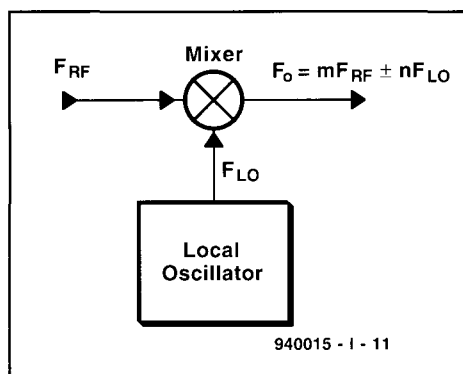 Mixer
F_RF
F_o = mF_RF ± nF_LO
F_LO
Local
Oscillator
940015 - I - 11